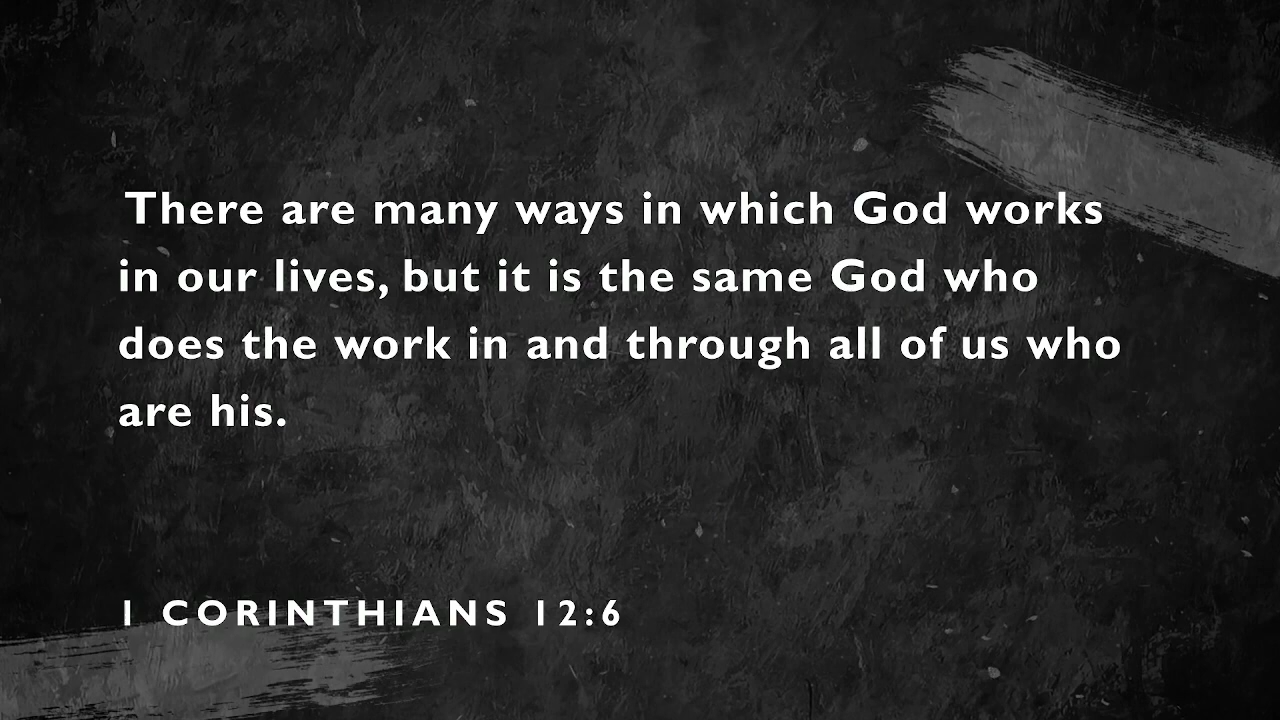 There are many ways in which God works
in our lives, but it is the same God who
does the work in and through all of us who
are his.
1 CORINTHIANS 12:6